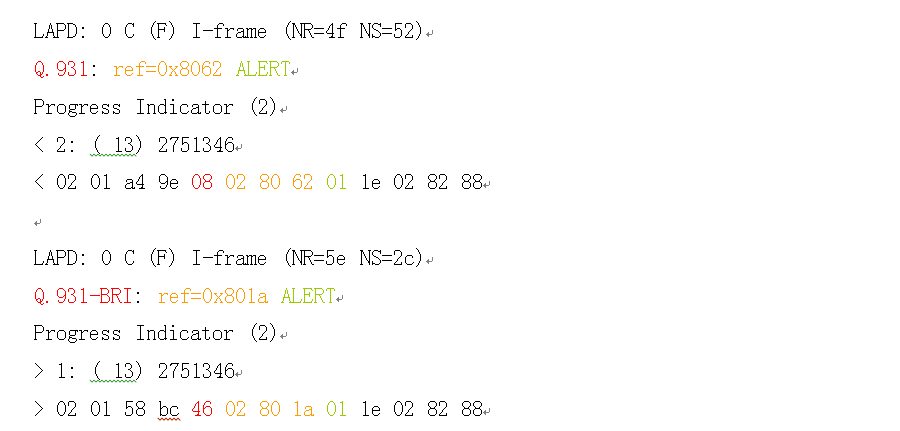 LAPD: 0 C (F) I-frame (NR=4f NS=52)
Q.931: ref=0x8062 ALERT
Progress Indicator (2)
< 2: ( 13) 2751346
< 02 01 a4 9e 08 02 80 62 01 1e 02 82 88
LAPD: 0 C (F) I-frame (NR=5e NS=2c)
Q.931-BRI: ref=0x801a ALERT
Progress Indicator (2)
> 1: ( 13) 2751346
> 02 01 58 bc 46 02 80 1a 01 1e 02 82 88